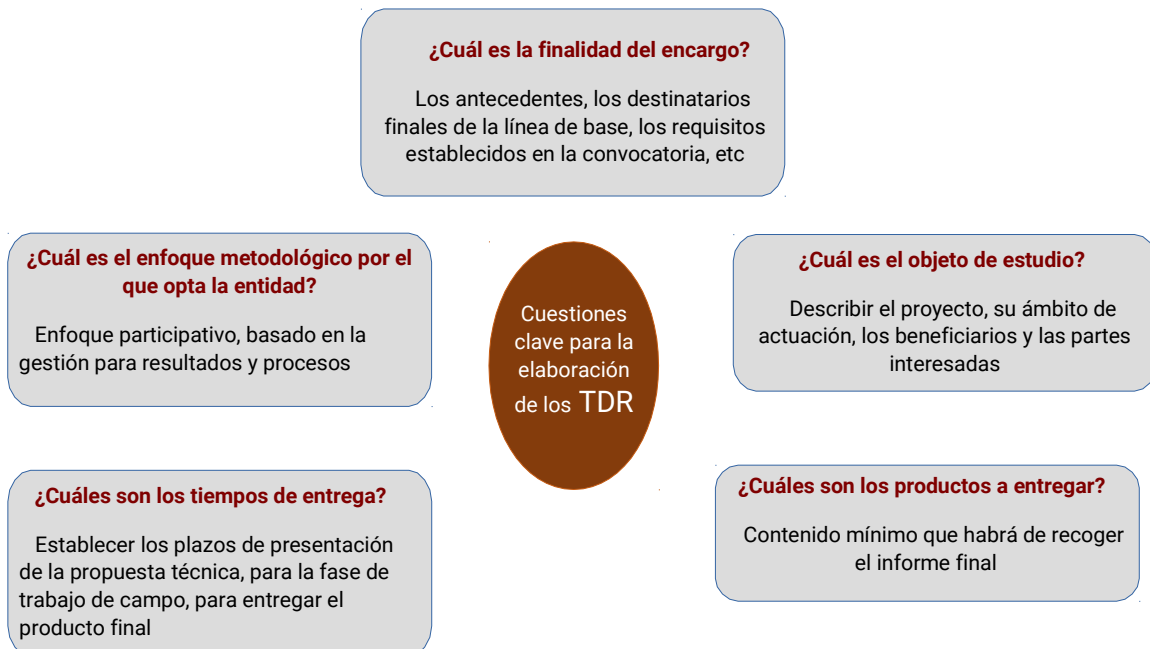 ¿Cuál es la finalidad del encargo?
Los antecedentes, los destinatarios
finales de la línea de base, los requisitos
establecidos en la convocatoria, etc
¿Cuál es el enfoque metodológico por el
que opta la entidad?
Enfoque participativo, basado en la
gestión para resultados y procesos
Cuestiones
clave para la
elaboración
de los TDR
¿Cuál es el objeto de estudio?
Describir el proyecto, su ámbito de
actuación, los beneficiarios y las partes
interesadas
¿Cuáles son los tiempos de entrega?
Establecer los plazos de presentación
de la propuesta técnica, para la fase de
trabajo de campo, para entregar el
producto final
¿Cuáles son los productos a entregar?
Contenido mínimo que habrá de recoger
el informe final